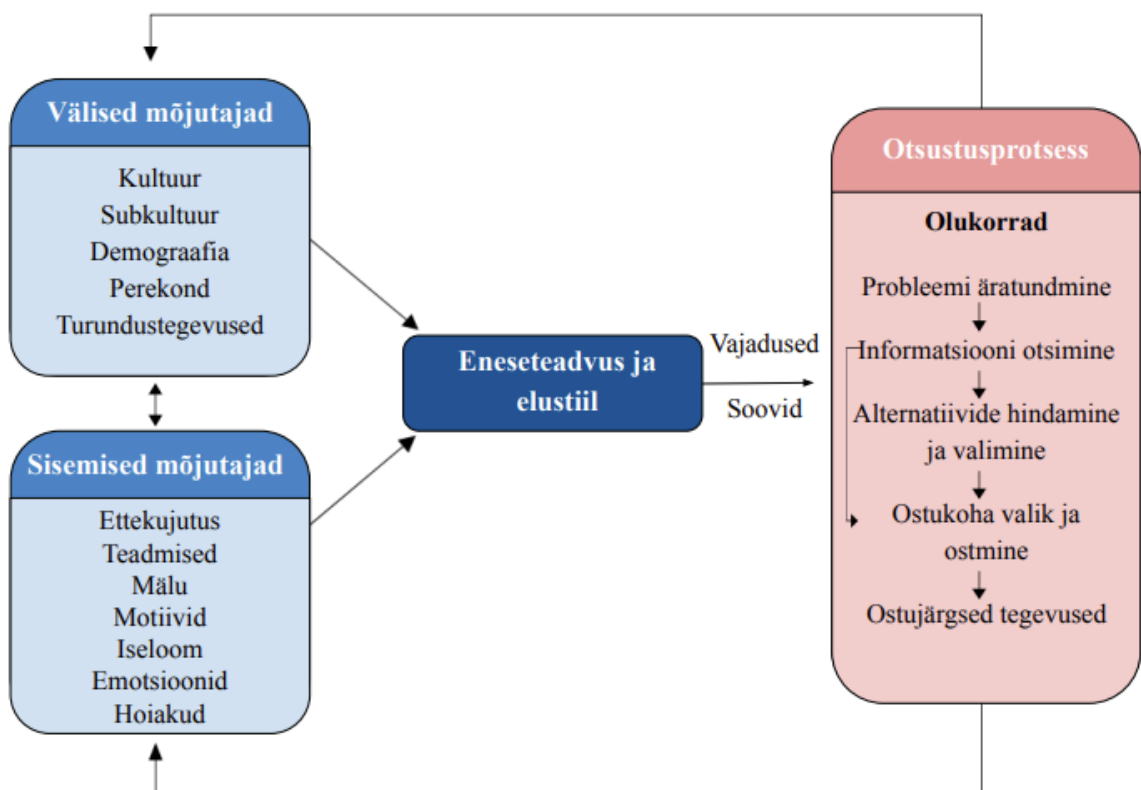 Välised mõjutajad
Kultuur
Subkultuur
Demograafia
Perekond
Turundustegevused
Sisemised mõjutajad
Ettekujutus
Teadmised
Mälu
Motiivid
Iseloom
Emotsioonid
Hoiakud
Eneseteadvus ja
elustiil
Vajadused
Soovid
Otsustusprotsess
Olukorrad
Probleemi äratundmine
Informatsiooni otsimine
Alternatiivide hindamine
ja valimine
Ostukoha valik ja
ostmine
Ostujärgsed tegevused